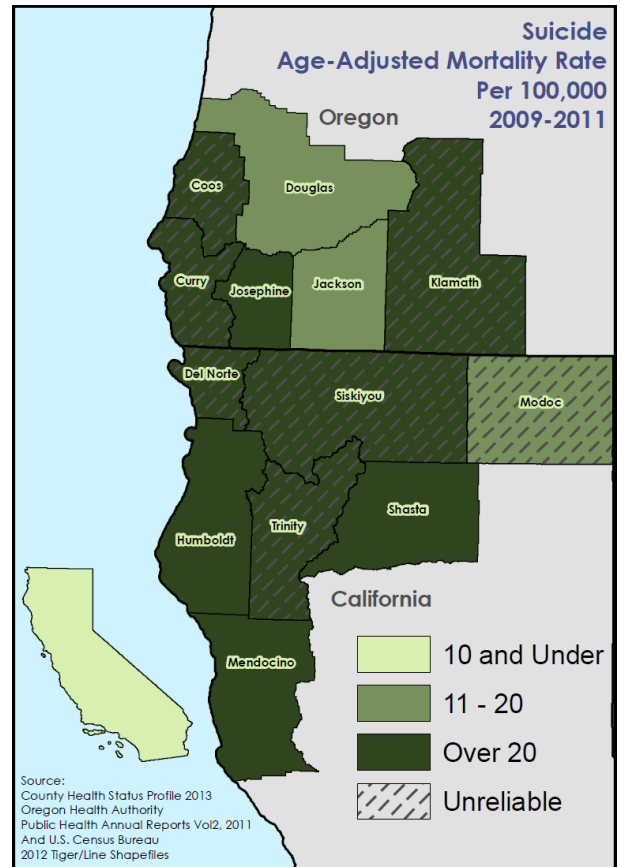 Suicide
Age-Adjusted Mortality Rate
Per 100,000
2009-2011
Oregon
Coos
Douglas
Curry
Josephine
Jackson
Klamath
Del Norte
Siskiyou
Modoc
Humboldt
Trinity
Shasta
California
Mendocino
10 and Under
11 - 20
Over 20
Unreliable
Source:
County Health Status Profile 2013
Oregon Health Authority
Public Health Annual Reports Vol2, 2011
And U.S. Census Bureau
2012 Tiger/Line Shapefiles